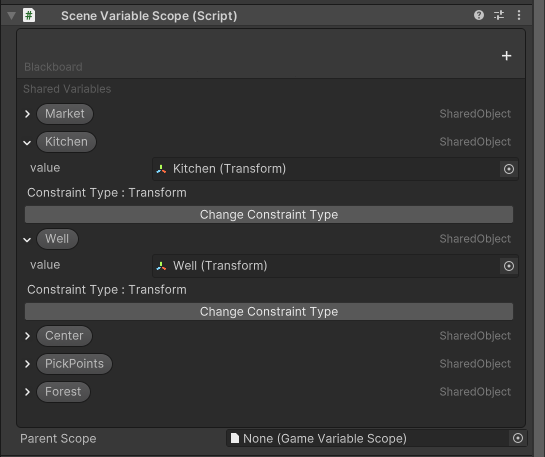 Scene Variable Scope (Script)
Blackboard
Shared Variables
Market SharedObject
Kitchen SharedObject
value Kitchen (Transform)
Constraint Type : Transform
Change Constraint Type
Well SharedObject
value Well (Transform)
Constraint Type : Transform
Change Constraint Type
Center SharedObject
PickPoints SharedObject
Forest SharedObject
Parent Scope None (Game Variable Scope)